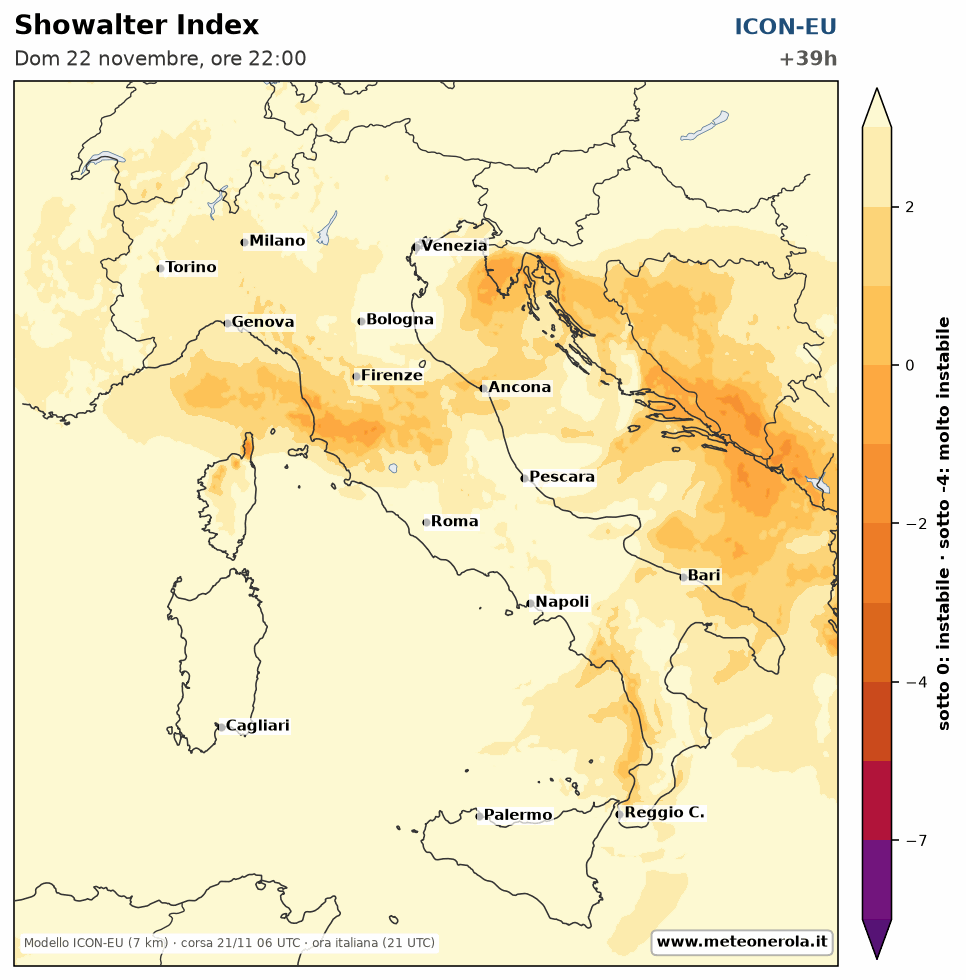 Showalter Index
ICON-EU
Dom 22 novembre, ore 22:00
+39h
Milano
Venezia
Torino
Genova
Bologna
Firenze
Ancona
Pescara
Roma
Bari
Napoli
Cagliari
Palermo
Reggio C.
2
0
−2
−4
−7
sotto 0: instabile · sotto -4: molto instabile
Modello ICON-EU (7 km) · corsa 21/11 06 UTC · ora italiana (21 UTC)
www.meteonerola.it